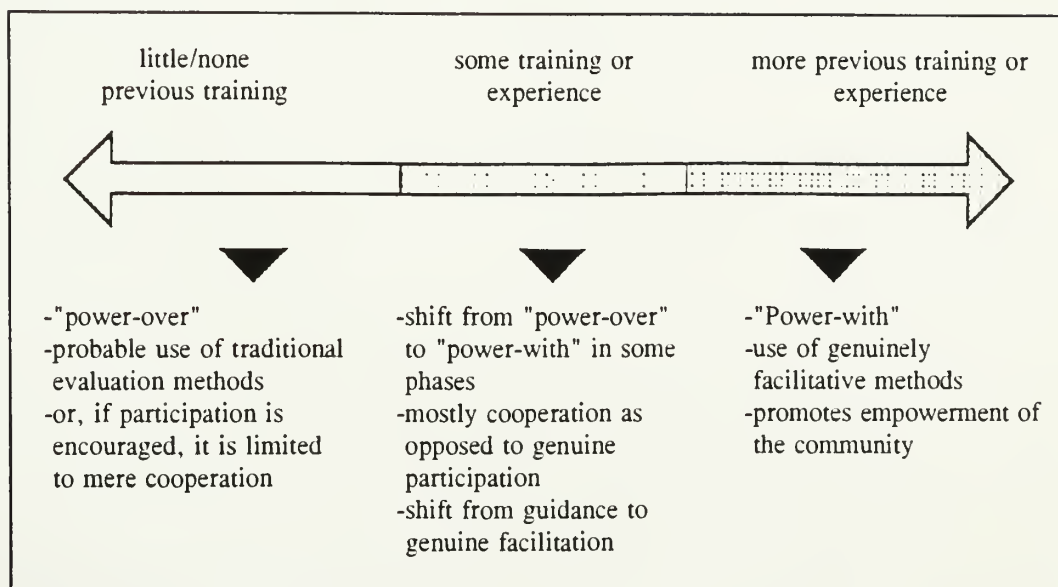 little/none
previous training
some training or
experience
more previous training or
experience
-"power-over"
-probable use of traditional
evaluation methods
-or, if participation is
encouraged, it is limited
to mere cooperation
-shift from "power-over"
to "power-with" in some
phases
-mostly cooperation as
opposed to genuine
participation
-shift from guidance to
genuine facilitation
-"Power-with"
-use of genuinely
facilitative methods
-promotes empowerment of
the community